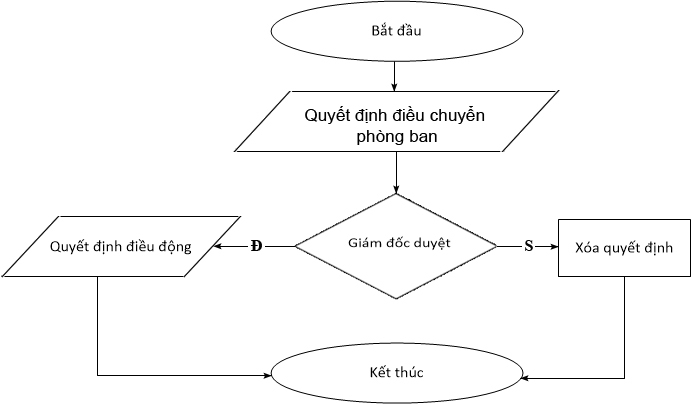 Bắt đầu
Quyết định điều chuyển
phòng ban
Giám đốc duyệt
Quyết định điều động
Đ
S
Xóa quyết định
Kết thúc